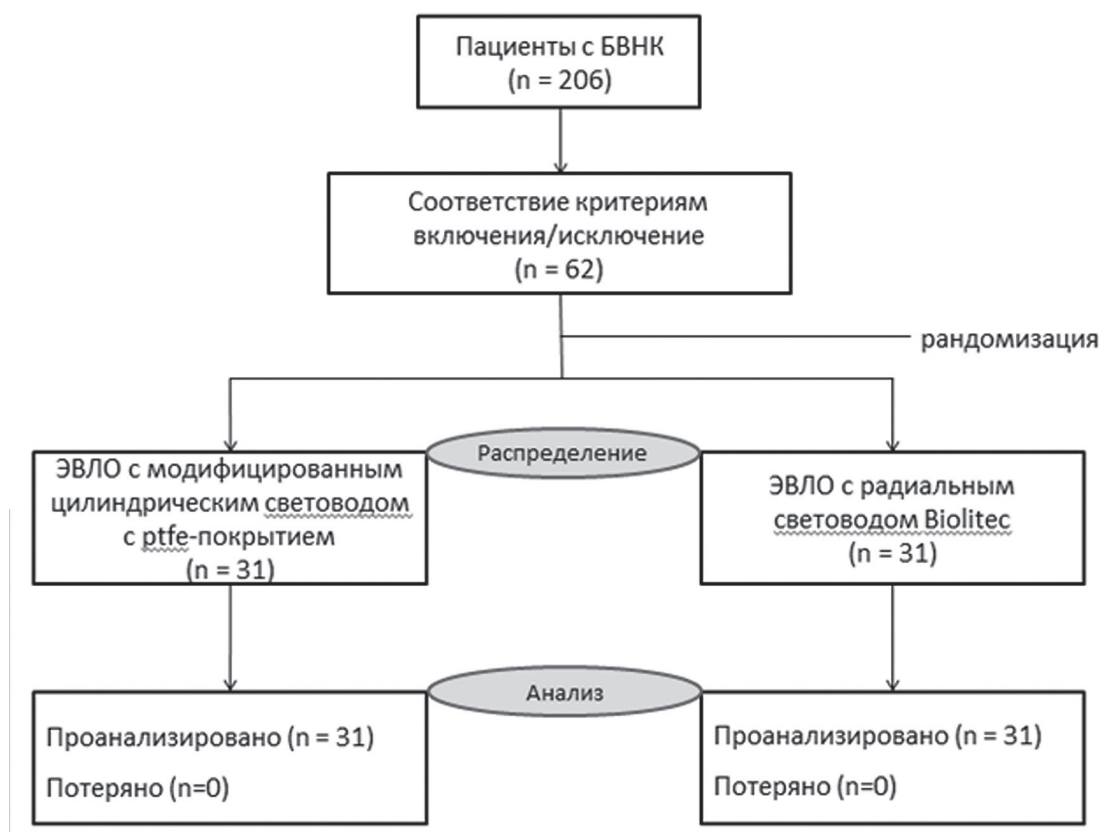 Пациенты с БВНК
(n = 206)
Соответствие критериям
включения/исключение
(n = 62)
рандомизация
Распределение
ЭВЛО с модифицированным
цилиндрическим световодом
с ptfe-покрытием
(n = 31)
ЭВЛО с радиальным
световодом Biolitec
(n = 31)
Анализ
Проанализировано (n = 31)
Потеряно (n=0)
Проанализировано (n = 31)
Потеряно (n=0)